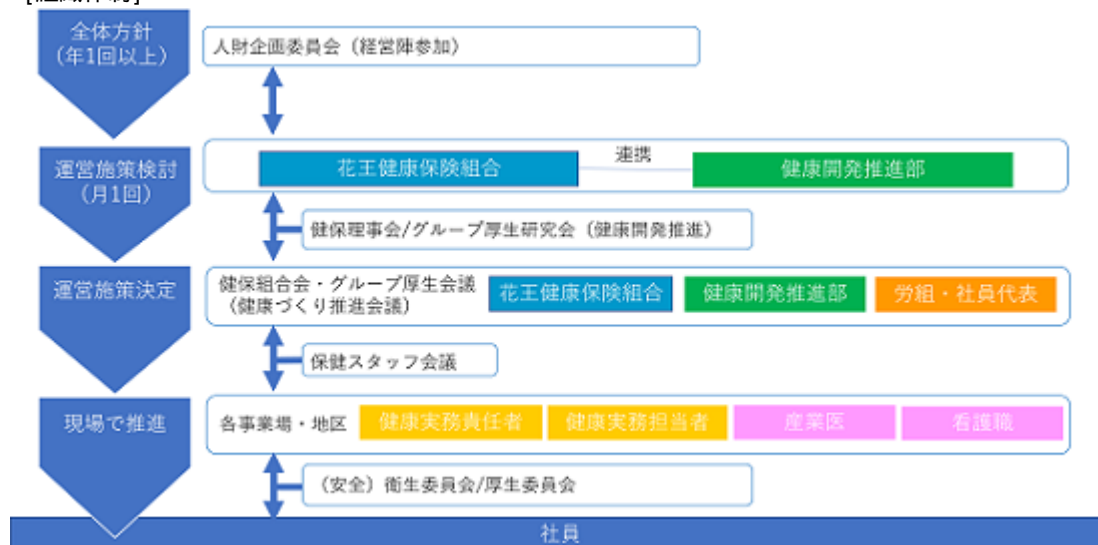 [組織体制]
全体方針
(年1回以上)
人財企画委員会（経営陣参加）
運営施策検討
(月1回)
花王健康保険組合
連携
健康開発推進部
健保理事会/グループ厚生研究会（健康開発推進）
運営施策決定
健保組合会・グループ厚生会議
（健康づくり推進会議）
花王健康保険組合
健康開発推進部
労組・社員代表
保健スタッフ会議
現場で推進
各事業場・地区
健康実務責任者
健康実務担当者
産業医
看護職
（安全）衛生委員会/厚生委員会
社員